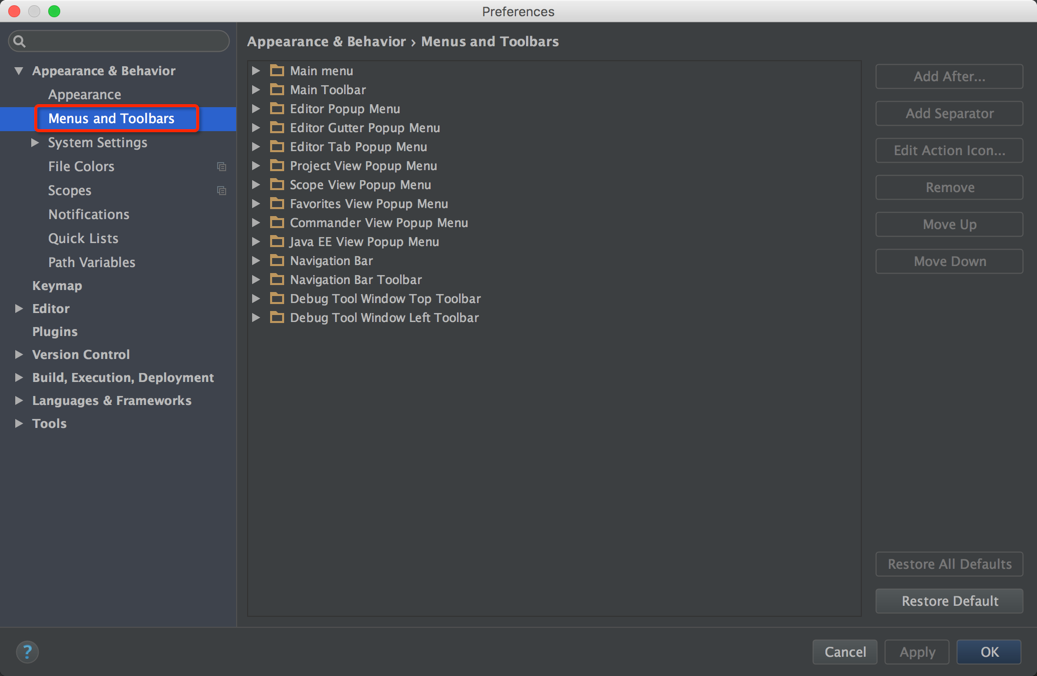 Preferences
Appearance & Behavior
Appearance
Menus and Toolbars
System Settings
File Colors
Scopes
Notifications
Quick Lists
Path Variables
Keymap
Editor
Plugins
Version Control
Build, Execution, Deployment
Languages & Frameworks
Tools
Appearance & Behavior › Menus and Toolbars
Main menu
Main Toolbar
Editor Popup Menu
Editor Gutter Popup Menu
Editor Tab Popup Menu
Project View Popup Menu
Scope View Popup Menu
Favorites View Popup Menu
Commander View Popup Menu
Java EE View Popup Menu
Navigation Bar
Navigation Bar Toolbar
Debug Tool Window Top Toolbar
Debug Tool Window Left Toolbar
Add After...
Add Separator
Edit Action Icon...
Remove
Move Up
Move Down
Restore All Defaults
Restore Default
?
Cancel
Apply
OK